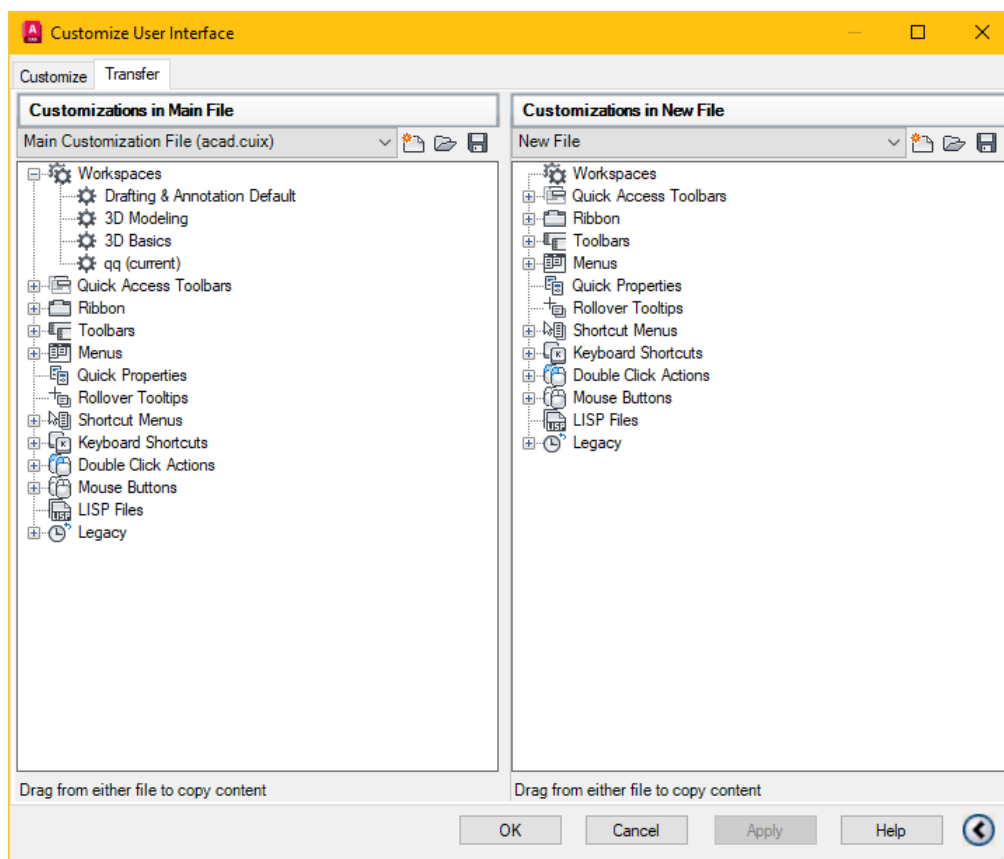 Customize User Interface
Customize
Transfer
Customizations in Main File
Main Customization File (acad.cuix)
Workspaces
Drafting & Annotation Default
3D Modeling
3D Basics
qq (current)
Quick Access Toolbars
Ribbon
Toolbars
Menus
Quick Properties
Rollover Tooltips
Shortcut Menus
Keyboard Shortcuts
Double Click Actions
Mouse Buttons
LISP Files
Legacy
Drag from either file to copy content
Customizations in New File
New File
Workspaces
Quick Access Toolbars
Ribbon
Toolbars
Menus
Quick Properties
Rollover Tooltips
Shortcut Menus
Keyboard Shortcuts
Double Click Actions
Mouse Buttons
LISP Files
Legacy
Drag from either file to copy content
OK
Cancel
Apply
Help